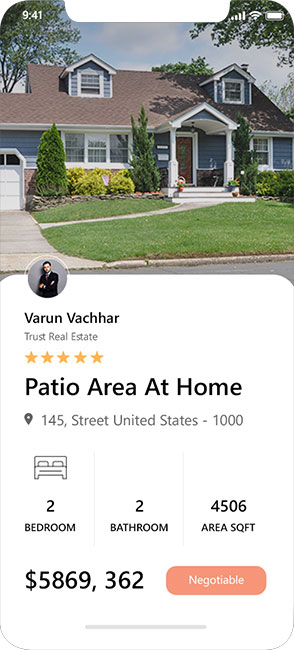 9:41
Varun Vachhar
Trust Real Estate
Patio Area At Home
145, Street United States - 1000
2
BEDROOM
2
BATHROOM
4506
AREA SQFT
$5869, 362
Negotiable